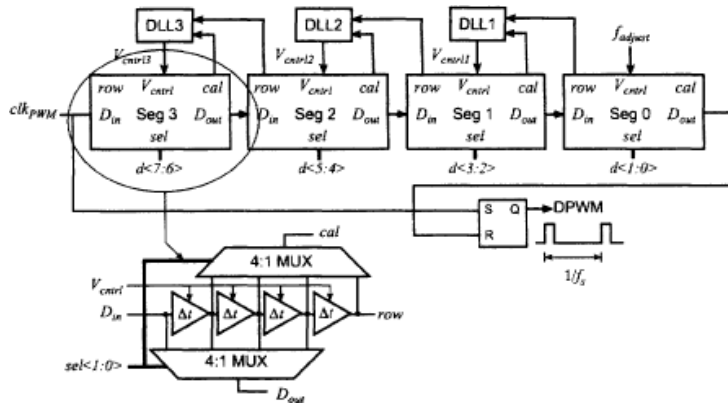 DLL3 DLL2 DLL1
V_cntrl3 V_cntrl2 V_cntrl1 f_adjust
row V_cntrl cal row V_cntrl cal row V_cntrl cal row V_cntrl cal
clk_PWM D_in Seg 3 D_out D_in Seg 2 D_out D_in Seg 1 D_out D_in Seg 0 D_out
sel sel sel sel
d<7:6> d<5:4> d<3:2> d<1:0>
S Q DPWM
R
1/f_s
cal
4:1 MUX
V_cntrl
D_in Δt Δt Δt Δt row
4:1 MUX
sel<1:0>
D_out